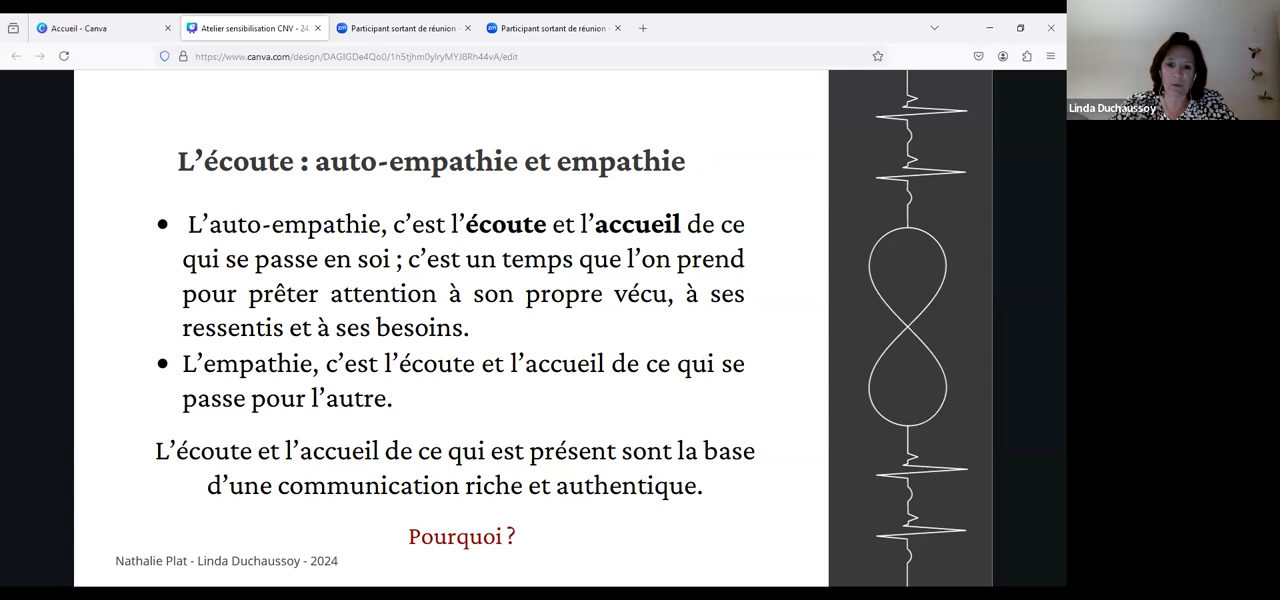 Accueil - Canva
Atelier sensibilisation CNV - 24
Participant sortant de réunion -
Participant sortant de réunion -
https://www.canva.com/design/DAGIGDe4Qo0/1h5tjhm0ylryMYJ8Rh44vA/edit
Linda Duchaussoy
L’écoute : auto-empathie et empathie
• L’auto-empathie, c’est l’écoute et l’accueil de ce
qui se passe en soi ; c’est un temps que l’on prend
pour prêter attention à son propre vécu, à ses
ressentis et à ses besoins.
• L’empathie, c’est l’écoute et l’accueil de ce qui se
passe pour l’autre.
L’écoute et l’accueil de ce qui est présent sont la base
d’une communication riche et authentique.
Pourquoi ?
Nathalie Plat - Linda Duchaussoy - 2024